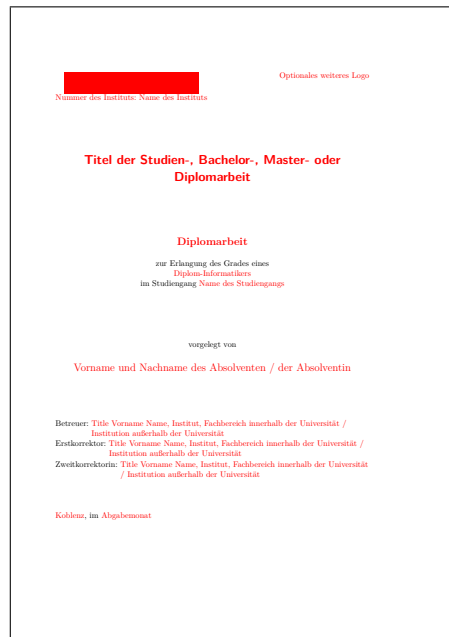 Optionales weiteres Logo
Nummer des Instituts: Name des Instituts
Titel der Studien-, Bachelor-, Master- oder
Diplomarbeit
Diplomarbeit
zur Erlangung des Grades eines
Diplom-Informatikers
im Studiengang Name des Studiengangs
vorgelegt von
Vorname und Nachname des Absolventen / der Absolventin
Betreuer: Title Vorname Name, Institut, Fachbereich innerhalb der Universität /
Institution außerhalb der Universität
Erstkorrektor: Title Vorname Name, Institut, Fachbereich innerhalb der Universität /
Institution außerhalb der Universität
Zweitkorrektorin: Title Vorname Name, Institut, Fachbereich innerhalb der Universität
/ Institution außerhalb der Universität
Koblenz, im Abgabemonat